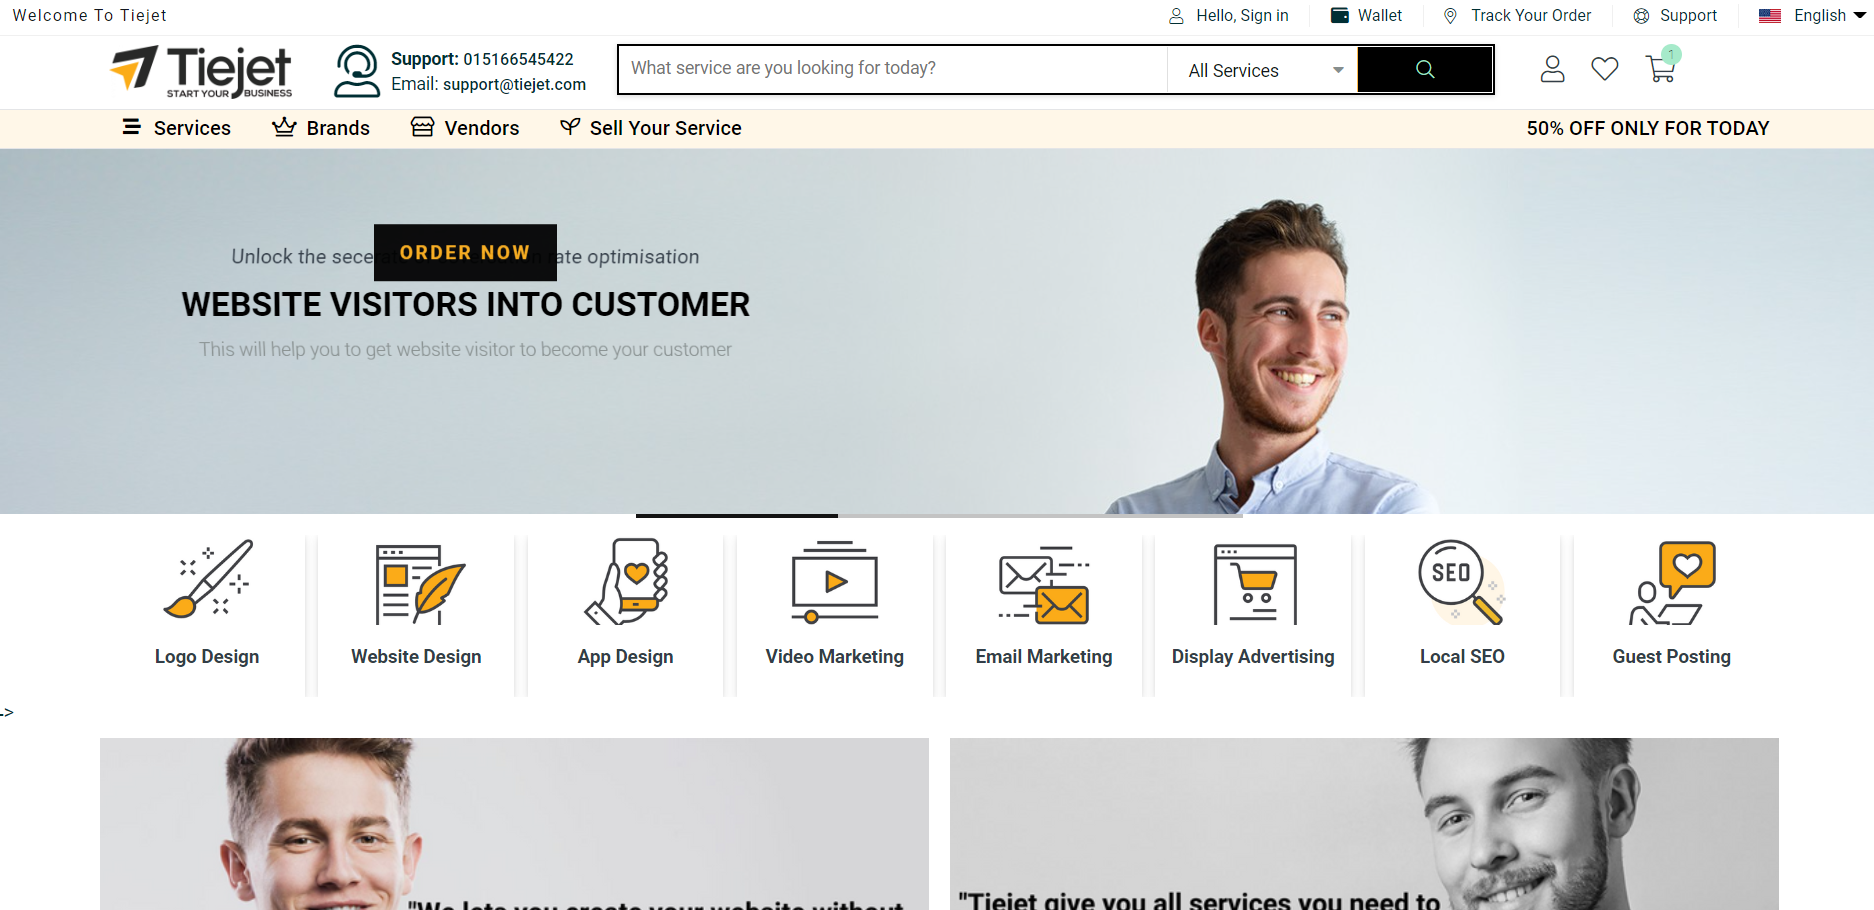 Welcome To Tiejet
Hello, Sign in
Wallet
Track Your Order
Support
English
Tiejet
START YOUR BUSINESS
Support: 015166545422
Email: support@tiejet.com
What service are you looking for today?
All Services
1
Services
Brands
Vendors
Sell Your Service
50% OFF ONLY FOR TODAY
Unlock the
ate optimisation
ORDER NOW
WEBSITE VISITORS INTO CUSTOMER
This will help you to get website visitor to become your customer
SEO
Logo Design
Website Design
App Design
Video Marketing
Email Marketing
Display Advertising
Local SEO
Guest Posting
->
"We lets you create your website without
"Tiejet give you all services you need to